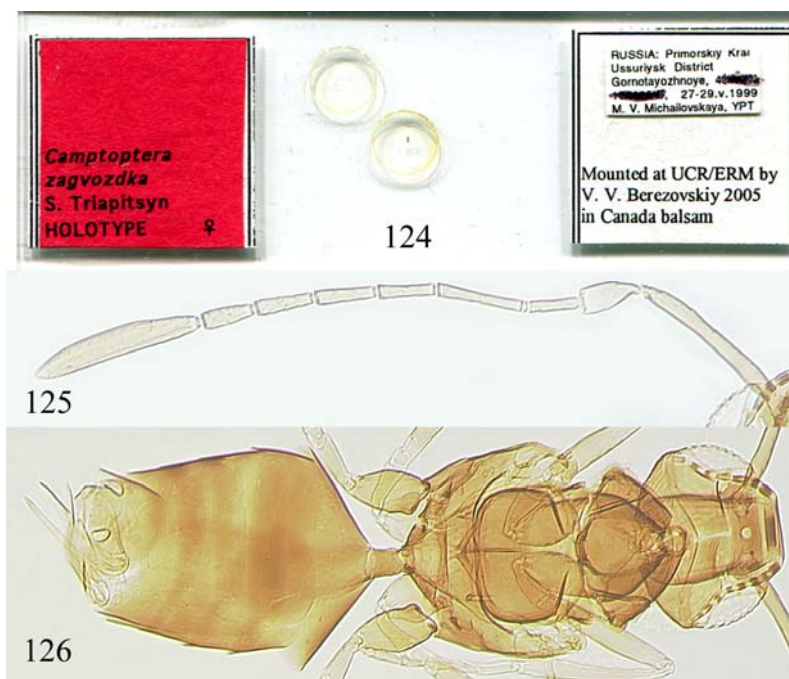 Camptoptera
zagvozdka
S. Triapitsyn
HOLOTYPE ♀
124
RUSSIA: Primorskiy Krai
Ussuriysk District
Gornotayozhnoye,
27-29.v.1999
M. V. Michailovskaya, YPT
Mounted at UCR/ERM by
V. V. Berezovskiy 2005
in Canada balsam
125
126